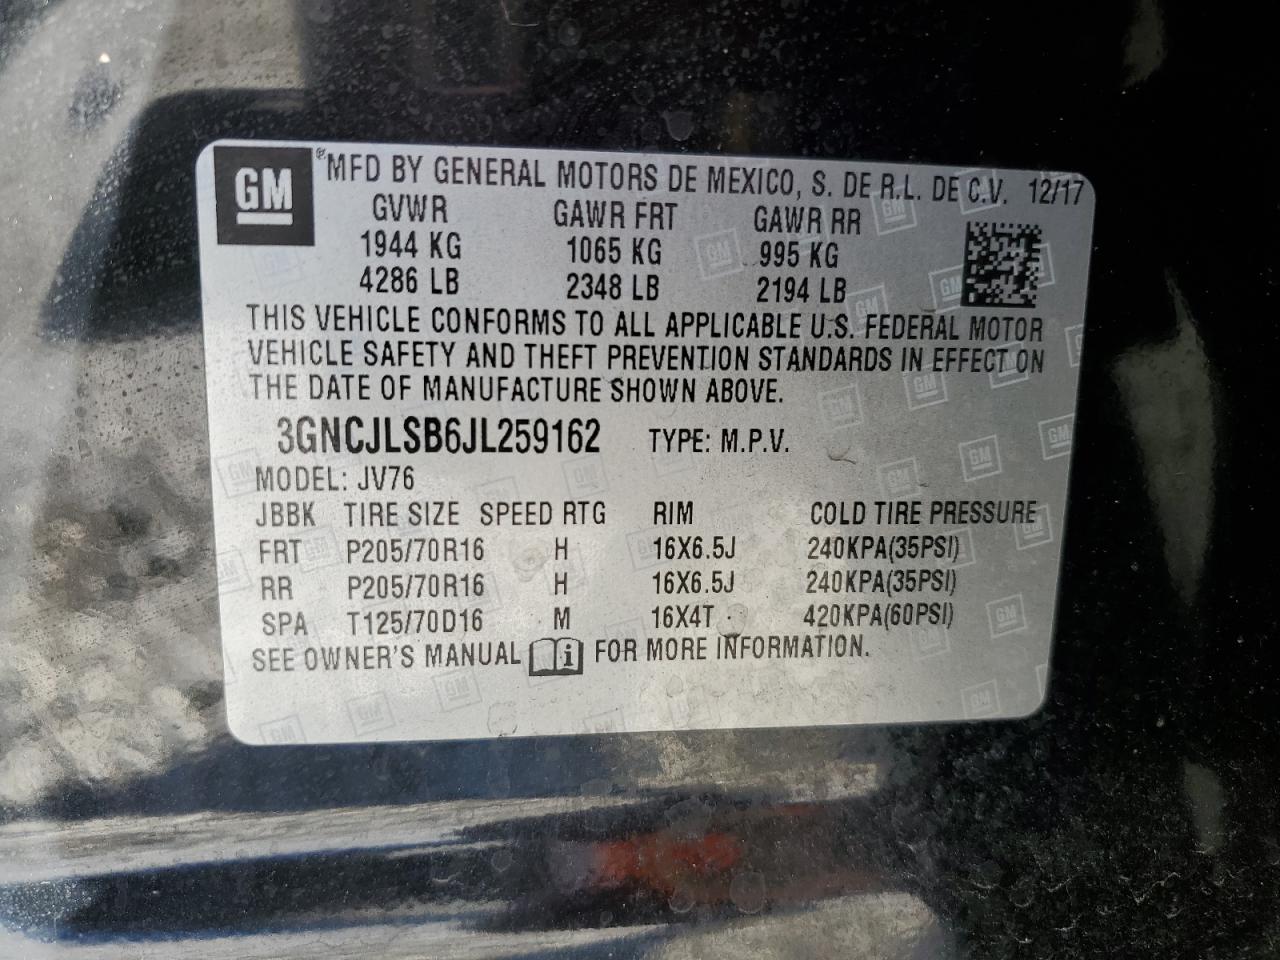 GM ® MFD BY GENERAL MOTORS DE MEXICO, S. DE R.L. DE C.V. 12/17
GVWR GAWR FRT GAWR RR
1944 KG 1065 KG 995 KG
4286 LB 2348 LB 2194 LB
THIS VEHICLE CONFORMS TO ALL APPLICABLE U.S. FEDERAL MOTOR
VEHICLE SAFETY AND THEFT PREVENTION STANDARDS IN EFFECT ON
THE DATE OF MANUFACTURE SHOWN ABOVE.
3GNCJLSB6JL259162 TYPE: M.P.V.
MODEL: JV76
JBBK TIRE SIZE SPEED RTG RIM COLD TIRE PRESSURE
FRT P205/70R16 H 16X6.5J 240KPA(35PSI)
RR P205/70R16 H 16X6.5J 240KPA(35PSI)
SPA T125/70D16 M 16X4T 420KPA(60PSI)
SEE OWNER'S MANUAL i FOR MORE INFORMATION.